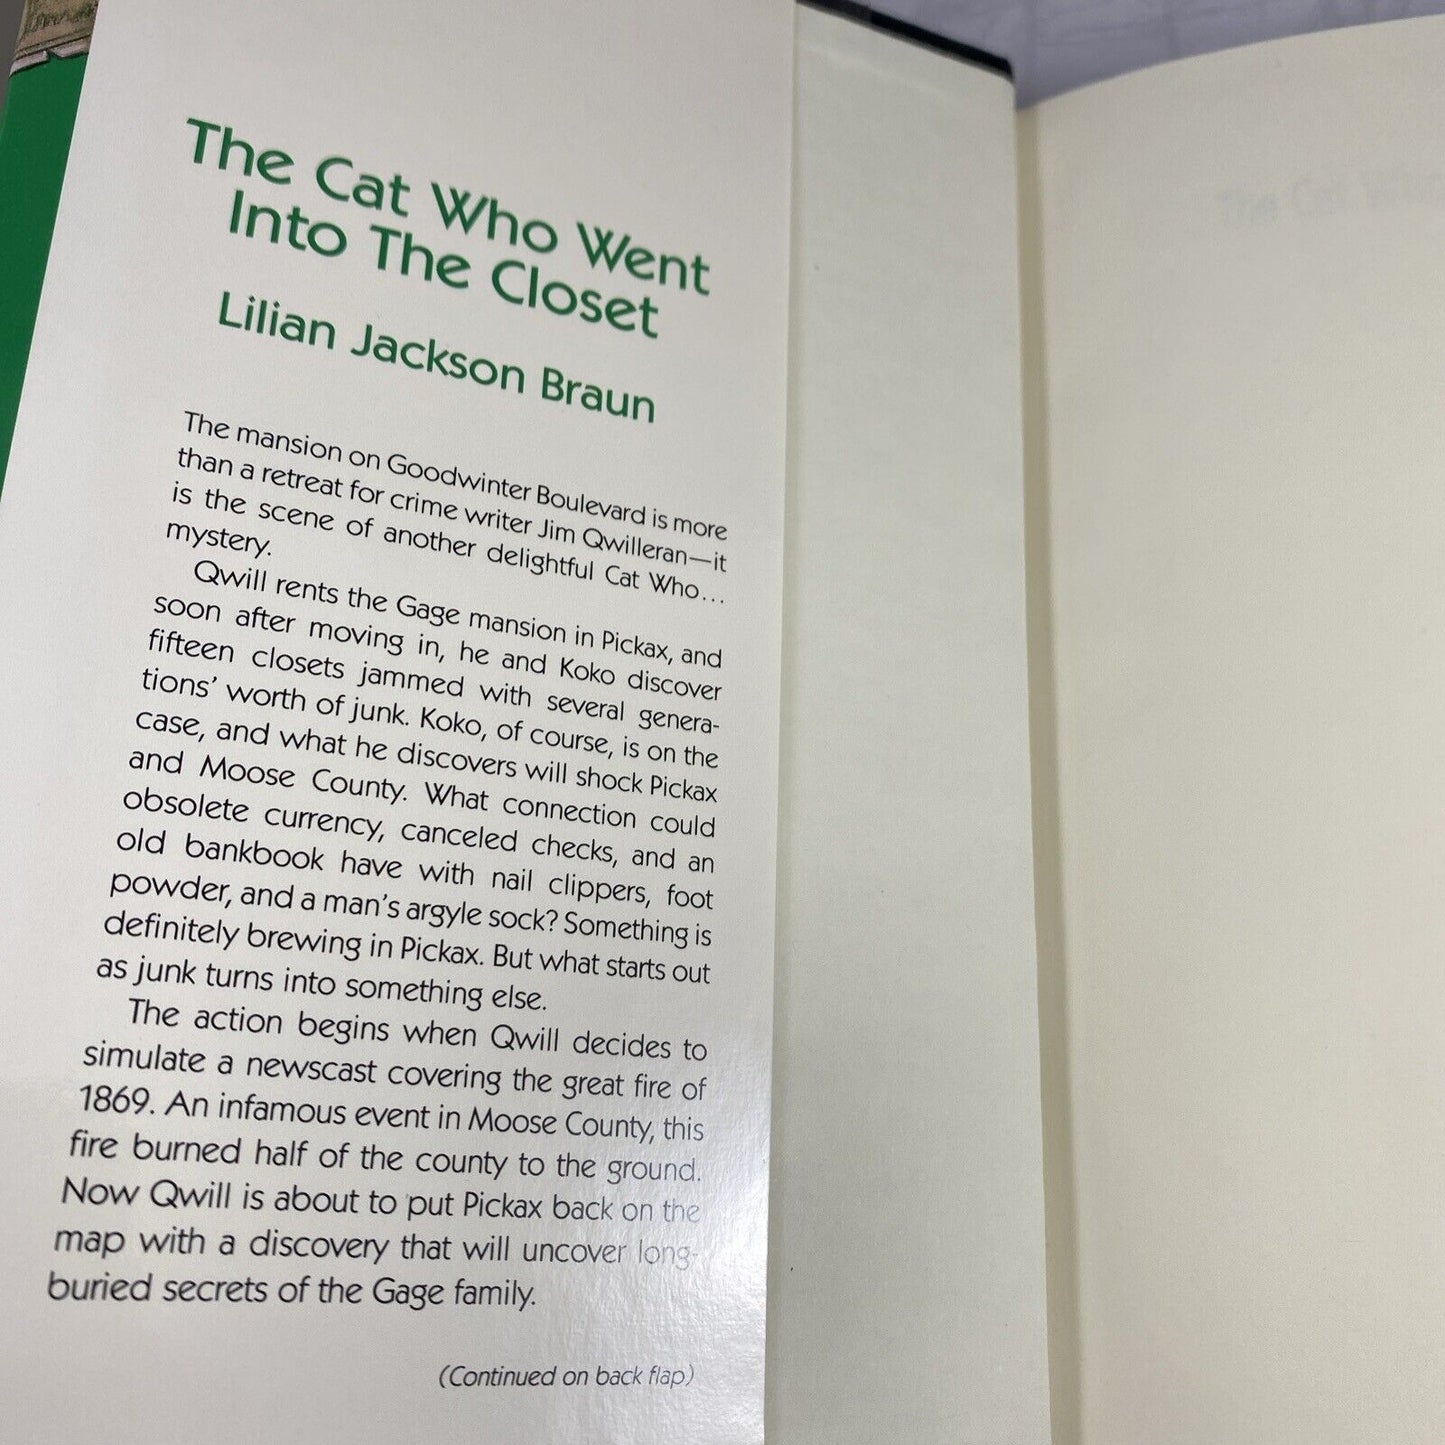 The Cat Who Went
Into The Closet
Lilian Jackson Braun
The mansion on Goodwinter Boulevard is more
than a retreat for crime writer Jim Qwilleran—it
is the scene of another delightful Cat Who...
mystery.
Qwill rents the Gage mansion in Pickax, and
soon after moving in, he and Koko discover
fifteen closets jammed with several genera-
tions' worth of junk. Koko, of course, is on the
case, and what he discovers will shock Pickax
and Moose County. What connection could
obsolete currency, canceled checks, and an
old bankbook have with nail clippers, foot
powder, and a man's argyle sock? Something is
definitely brewing in Pickax. But what starts out
as junk turns into something else.
The action begins when Qwill decides to
simulate a newscast covering the great fire of
1869. An infamous event in Moose County, this
fire burned half of the county to the ground.
Now Qwill is about to put Pickax back on the
map with a discovery that will uncover long-
buried secrets of the Gage family.
(Continued on back flap)
The Cat Who